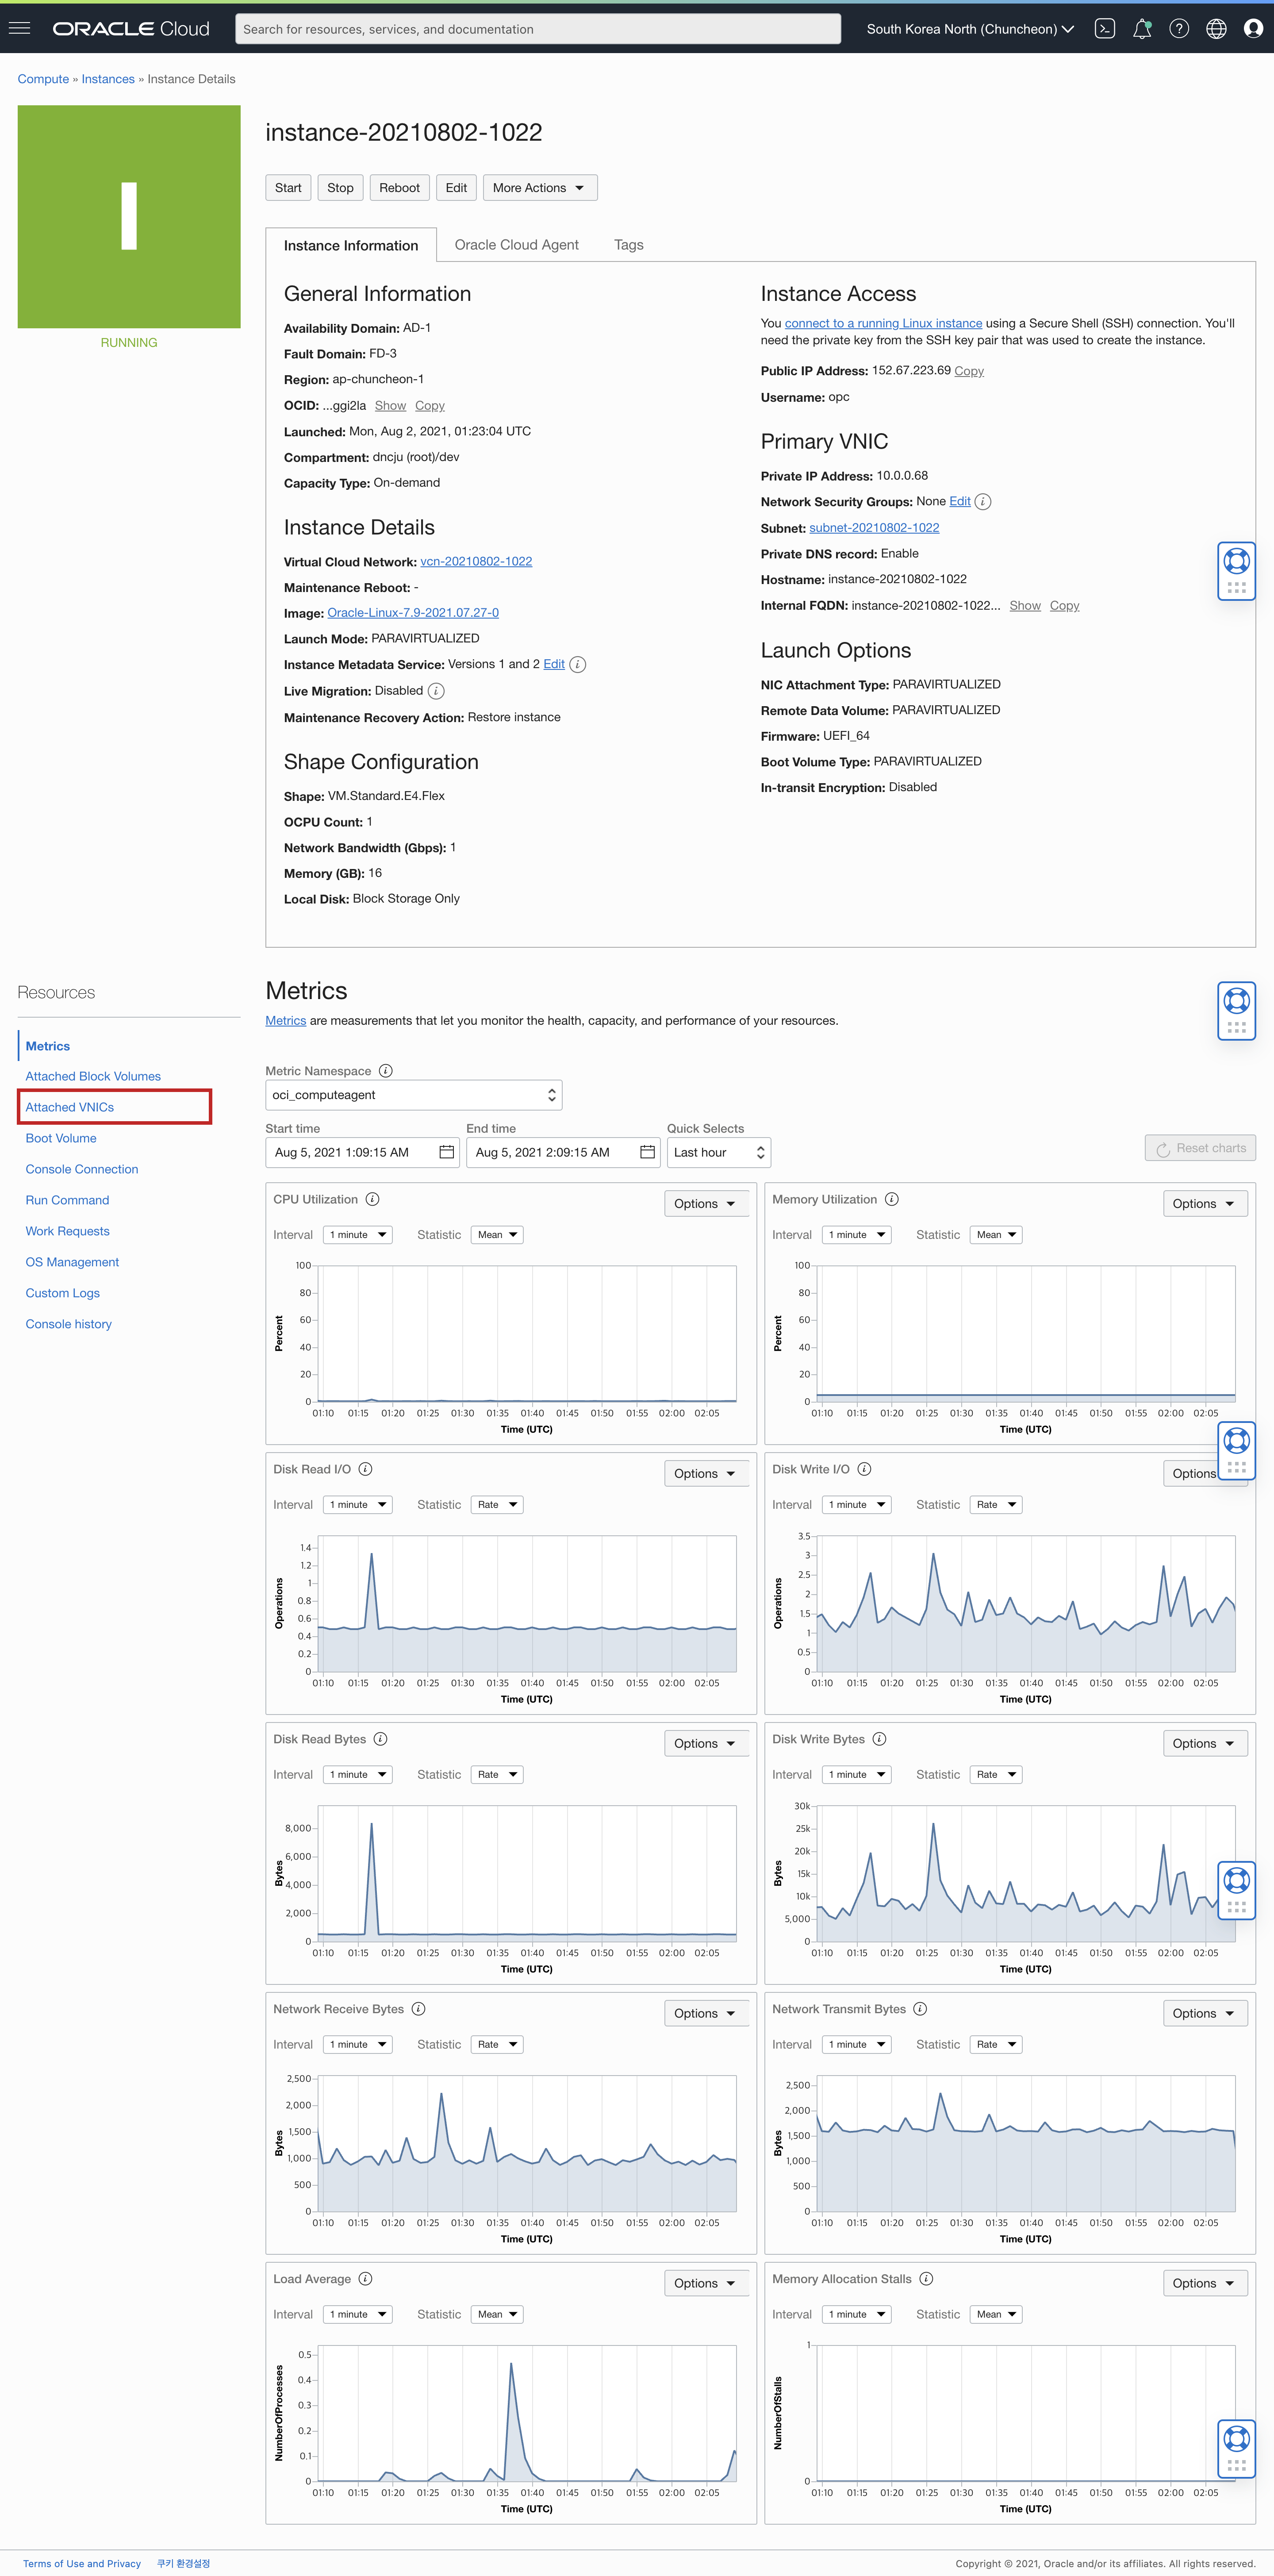 ORACLE Cloud
Search for resources, services, and documentation
South Korea North (Chuncheon)
Compute » Instances » Instance Details
I
RUNNING
instance-20210802-1022
Start Stop Reboot Edit More Actions
Instance Information Oracle Cloud Agent Tags
General Information
Availability Domain: AD-1
Fault Domain: FD-3
Region: ap-chuncheon-1
OCID: ...ggi2la Show Copy
Launched: Mon, Aug 2, 2021, 01:23:04 UTC
Compartment: dncju (root)/dev
Capacity Type: On-demand
Instance Details
Virtual Cloud Network: vcn-20210802-1022
Maintenance Reboot: -
Image: Oracle-Linux-7.9-2021.07.27-0
Launch Mode: PARAVIRTUALIZED
Instance Metadata Service: Versions 1 and 2 Edit
Live Migration: Disabled
Maintenance Recovery Action: Restore instance
Shape Configuration
Shape: VM.Standard.E4.Flex
OCPU Count: 1
Network Bandwidth (Gbps): 1
Memory (GB): 16
Local Disk: Block Storage Only
Instance Access
You connect to a running Linux instance using a Secure Shell (SSH) connection. You'll
need the private key from the SSH key pair that was used to create the instance.
Public IP Address: 152.67.223.69 Copy
Username: opc
Primary VNIC
Private IP Address: 10.0.0.68
Network Security Groups: None Edit
Subnet: subnet-20210802-1022
Private DNS record: Enable
Hostname: instance-20210802-1022
Internal FQDN: instance-20210802-1022... Show Copy
Launch Options
NIC Attachment Type: PARAVIRTUALIZED
Remote Data Volume: PARAVIRTUALIZED
Firmware: UEFI_64
Boot Volume Type: PARAVIRTUALIZED
In-transit Encryption: Disabled
Resources
Metrics
Attached Block Volumes
Attached VNICs
Boot Volume
Console Connection
Run Command
Work Requests
OS Management
Custom Logs
Console history
Metrics
Metrics are measurements that let you monitor the health, capacity, and performance of your resources.
Metric Namespace
oci_computeagent
Start time End time Quick Selects
Aug 5, 2021 1:09:15 AM Aug 5, 2021 2:09:15 AM Last hour
Reset charts
CPU Utilization Options
Interval 1 minute Statistic Mean
100
80
60
40
20
0
Percent
01:10 01:15 01:20 01:25 01:30 01:35 01:40 01:45 01:50 01:55 02:00 02:05
Time (UTC)
Memory Utilization Options
Interval 1 minute Statistic Mean
100
80
60
40
20
0
Percent
01:10 01:15 01:20 01:25 01:30 01:35 01:40 01:45 01:50 01:55 02:00 02:05
Time (UTC)
Disk Read I/O Options
Interval 1 minute Statistic Rate
1.4
1.2
1
0.8
0.6
0.4
0.2
0
Operations
01:10 01:15 01:20 01:25 01:30 01:35 01:40 01:45 01:50 01:55 02:00 02:05
Time (UTC)
Disk Write I/O Options
Interval 1 minute Statistic Rate
3.5
3
2.5
2
1.5
1
0.5
0
Operations
01:10 01:15 01:20 01:25 01:30 01:35 01:40 01:45 01:50 01:55 02:00 02:05
Time (UTC)
Disk Read Bytes Options
Interval 1 minute Statistic Rate
8,000
6,000
4,000
2,000
0
Bytes
01:10 01:15 01:20 01:25 01:30 01:35 01:40 01:45 01:50 01:55 02:00 02:05
Time (UTC)
Disk Write Bytes Options
Interval 1 minute Statistic Rate
30k
25k
20k
15k
10k
5,000
0
Bytes
01:10 01:15 01:20 01:25 01:30 01:35 01:40 01:45 01:50 01:55 02:00 02:05
Time (UTC)
Network Receive Bytes Options
Interval 1 minute Statistic Rate
2,500
2,000
1,500
1,000
500
0
Bytes
01:10 01:15 01:20 01:25 01:30 01:35 01:40 01:45 01:50 01:55 02:00 02:05
Time (UTC)
Network Transmit Bytes Options
Interval 1 minute Statistic Rate
2,500
2,000
1,500
1,000
500
0
Bytes
01:10 01:15 01:20 01:25 01:30 01:35 01:40 01:45 01:50 01:55 02:00 02:05
Time (UTC)
Load Average Options
Interval 1 minute Statistic Mean
0.5
0.4
0.3
0.2
0.1
0
NumberOfProcesses
01:10 01:15 01:20 01:25 01:30 01:35 01:40 01:45 01:50 01:55 02:00 02:05
Time (UTC)
Memory Allocation Stalls Options
Interval 1 minute Statistic Mean
1
0
NumberOfStalls
01:10 01:15 01:20 01:25 01:30 01:35 01:40 01:45 01:50 01:55 02:00 02:05
Time (UTC)
Terms of Use and Privacy 쿠키 환경설정
Copyright © 2021, Oracle and/or its affiliates. All rights reserved.